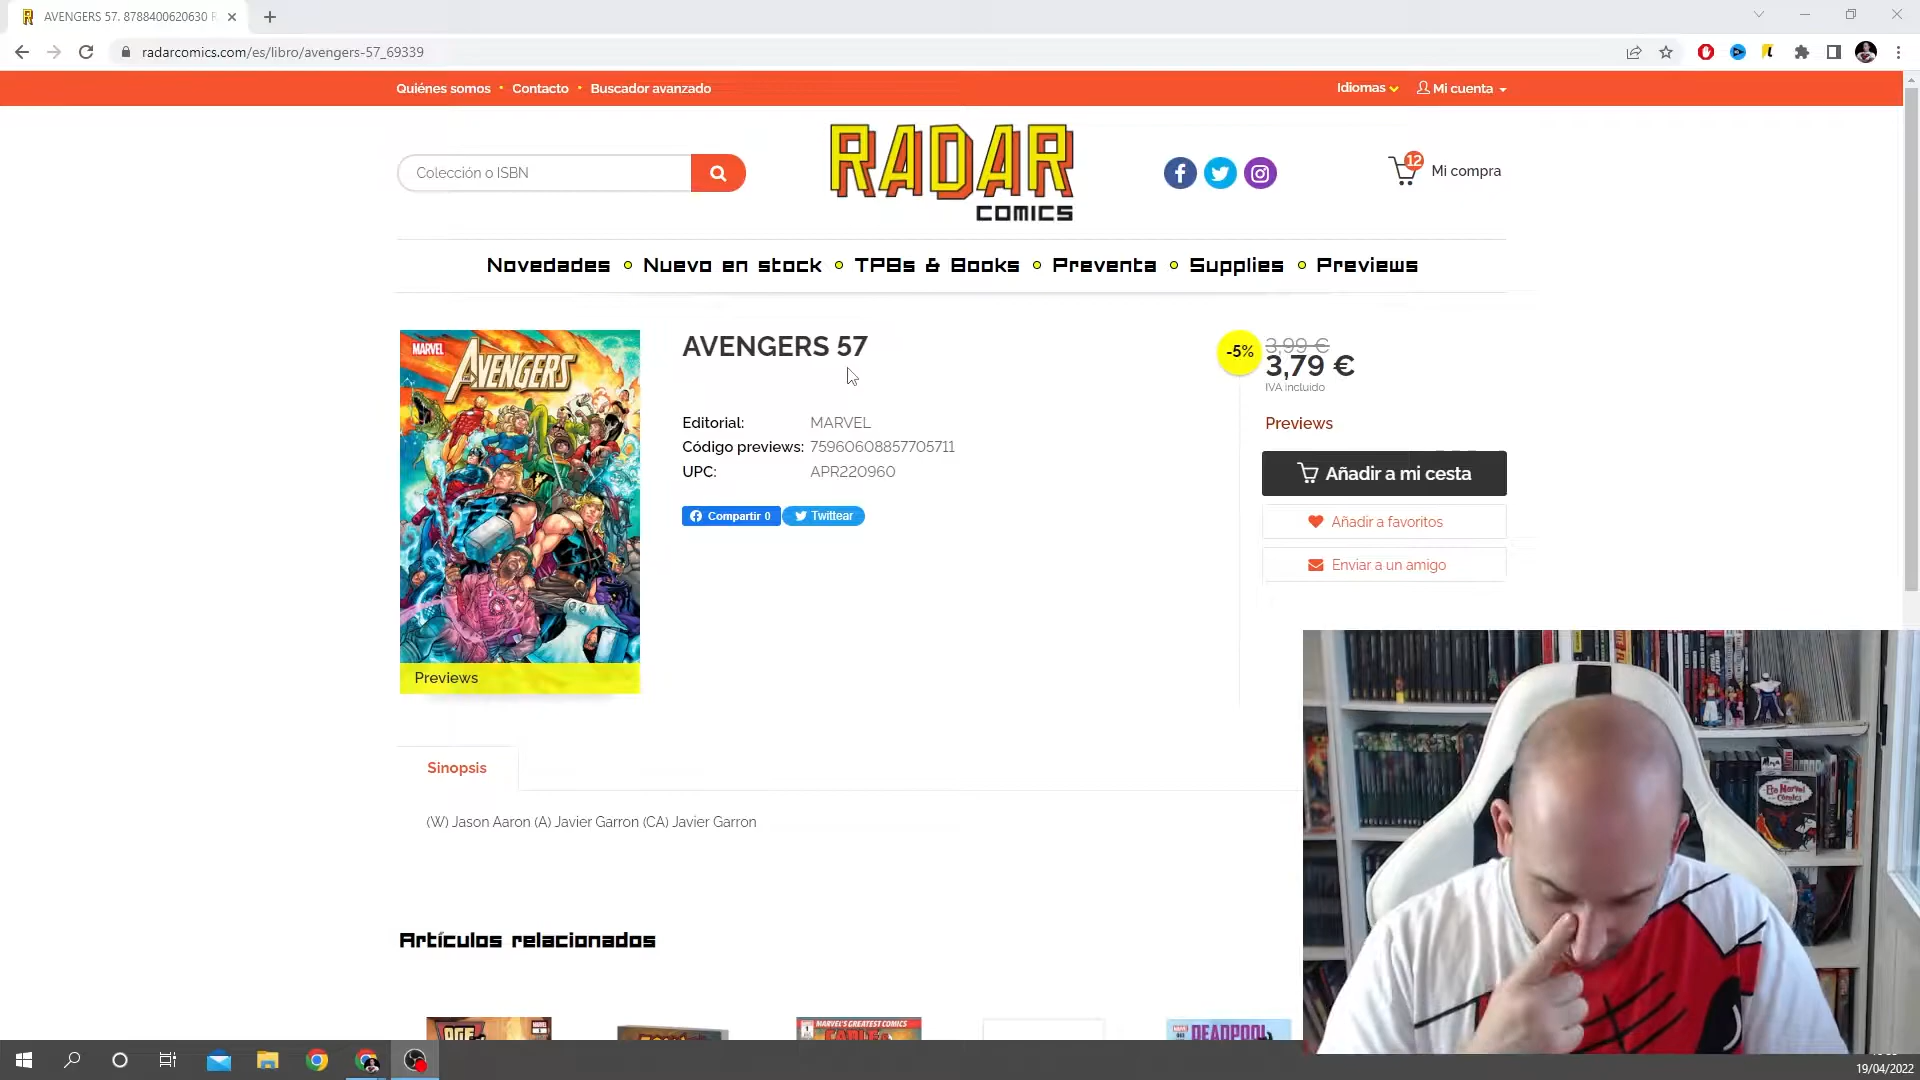 AVENGERS 57. 8788400620630 R
radarcomics.com/es/libro/avengers-57_69339
Quiénes somos • Contacto • Buscador avanzado
Idiomas
Mi cuenta
Colección o ISBN
RADAR
COMICS
12
Mi compra
Novedades • Nuevo en stock • TPBs & Books • Preventa • Supplies • Previews
MARVEL
AVENGERS
Previews
AVENGERS 57
Editorial: MARVEL
Código previews: 75960608857705711
UPC: APR220960
Compartir 0
Twittear
-5%
3,99 €
3,79 €
IVA incluido
Previews
Añadir a mi cesta
Añadir a favoritos
Enviar a un amigo
Sinopsis
(W) Jason Aaron (A) Javier Garron (CA) Javier Garron
Artículos relacionados
MARVEL'S GREATEST COMICS
MARVEL
DEADPOOL
19/04/2022